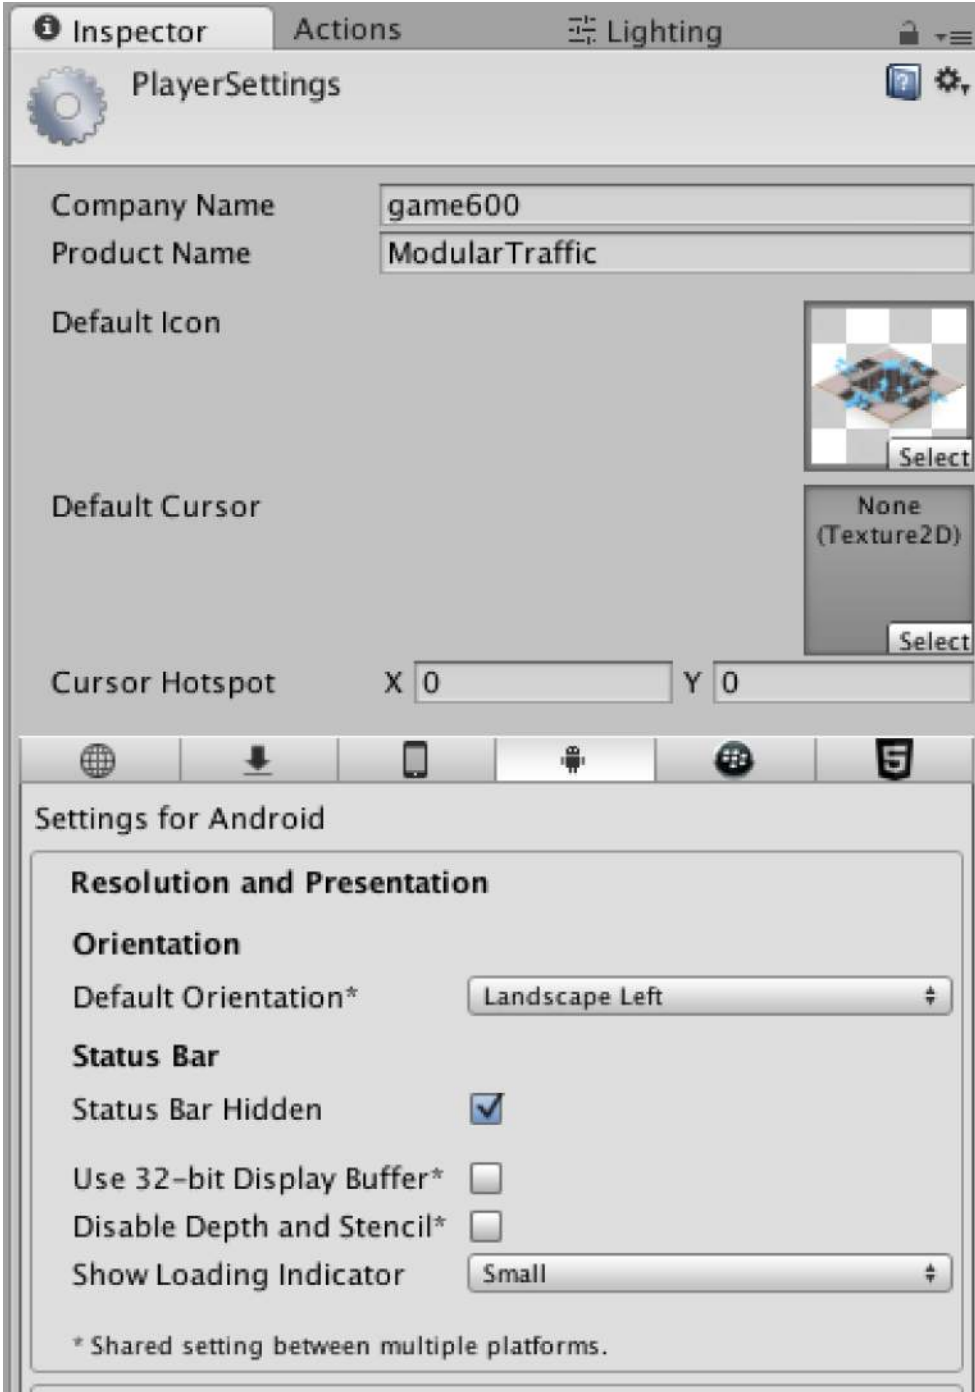 Inspector Actions Lighting
PlayerSettings
Company Name game600
Product Name ModularTraffic
Default Icon
Select
Default Cursor None
(Texture2D)
Select
Cursor Hotspot X 0 Y 0
Settings for Android
Resolution and Presentation
Orientation
Default Orientation* Landscape Left
Status Bar
Status Bar Hidden
Use 32-bit Display Buffer*
Disable Depth and Stencil*
Show Loading Indicator Small
* Shared setting between multiple platforms.